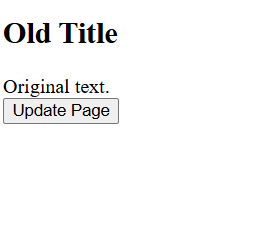 Old Title
Original text.
Update Page